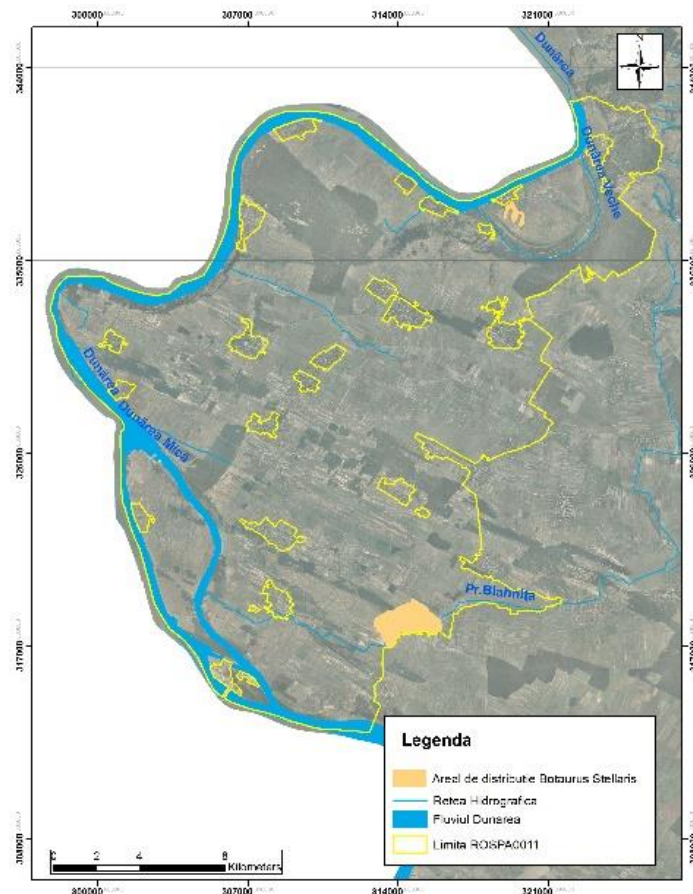 300000 307000 314000 321000
N
Dunărea
Dunărea Veche
Dunărea
Dunărea Mică
Pr.Blahnița
Legenda
Areal de distributie Botaurus Stellaris
Retea Hidrografica
Fluviul Dunarea
Limita ROSPA0011
0 2 4 8
Kilometers
300000 307000 314000 321000